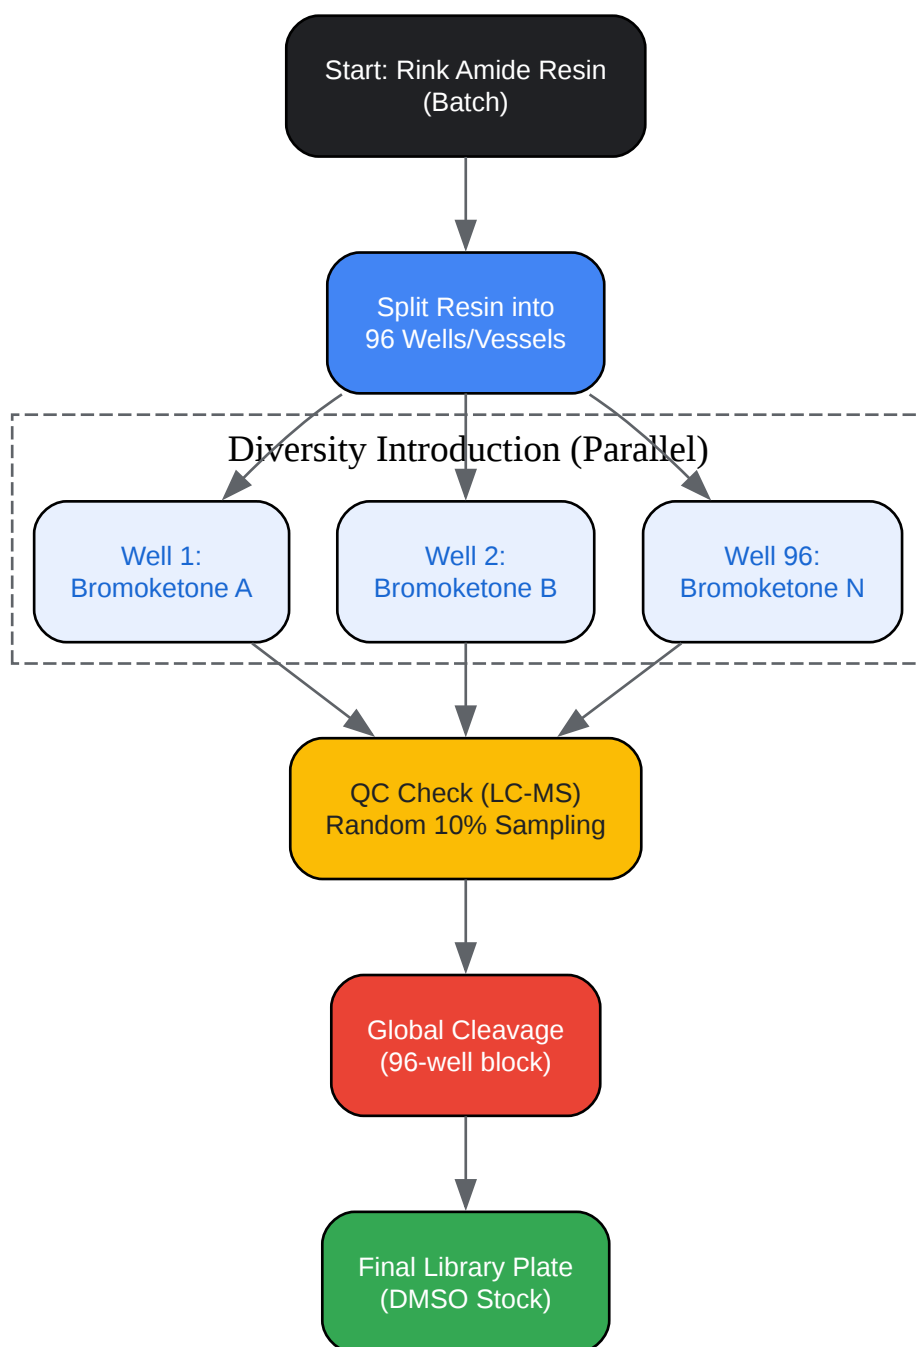 Start: Rink Amide Resin
(Batch)
Split Resin into
96 Wells/Vessels
Diversity Introduction (Parallel)
Well 1:
Bromoketone A
Well 2:
Bromoketone B
Well 96:
Bromoketone N
QC Check (LC-MS)
Random 10% Sampling
Global Cleavage
(96-well block)
Final Library Plate
(DMSO Stock)